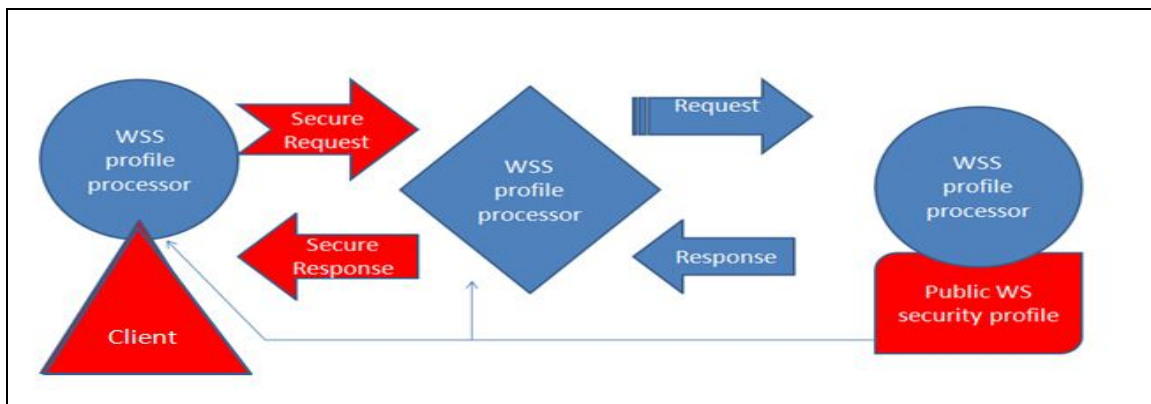 WSS
profile
processor
Secure
Request
WSS
profile
processor
Request
WSS
profile
processor
Secure
Response
Response
Client
Public WS
security profile